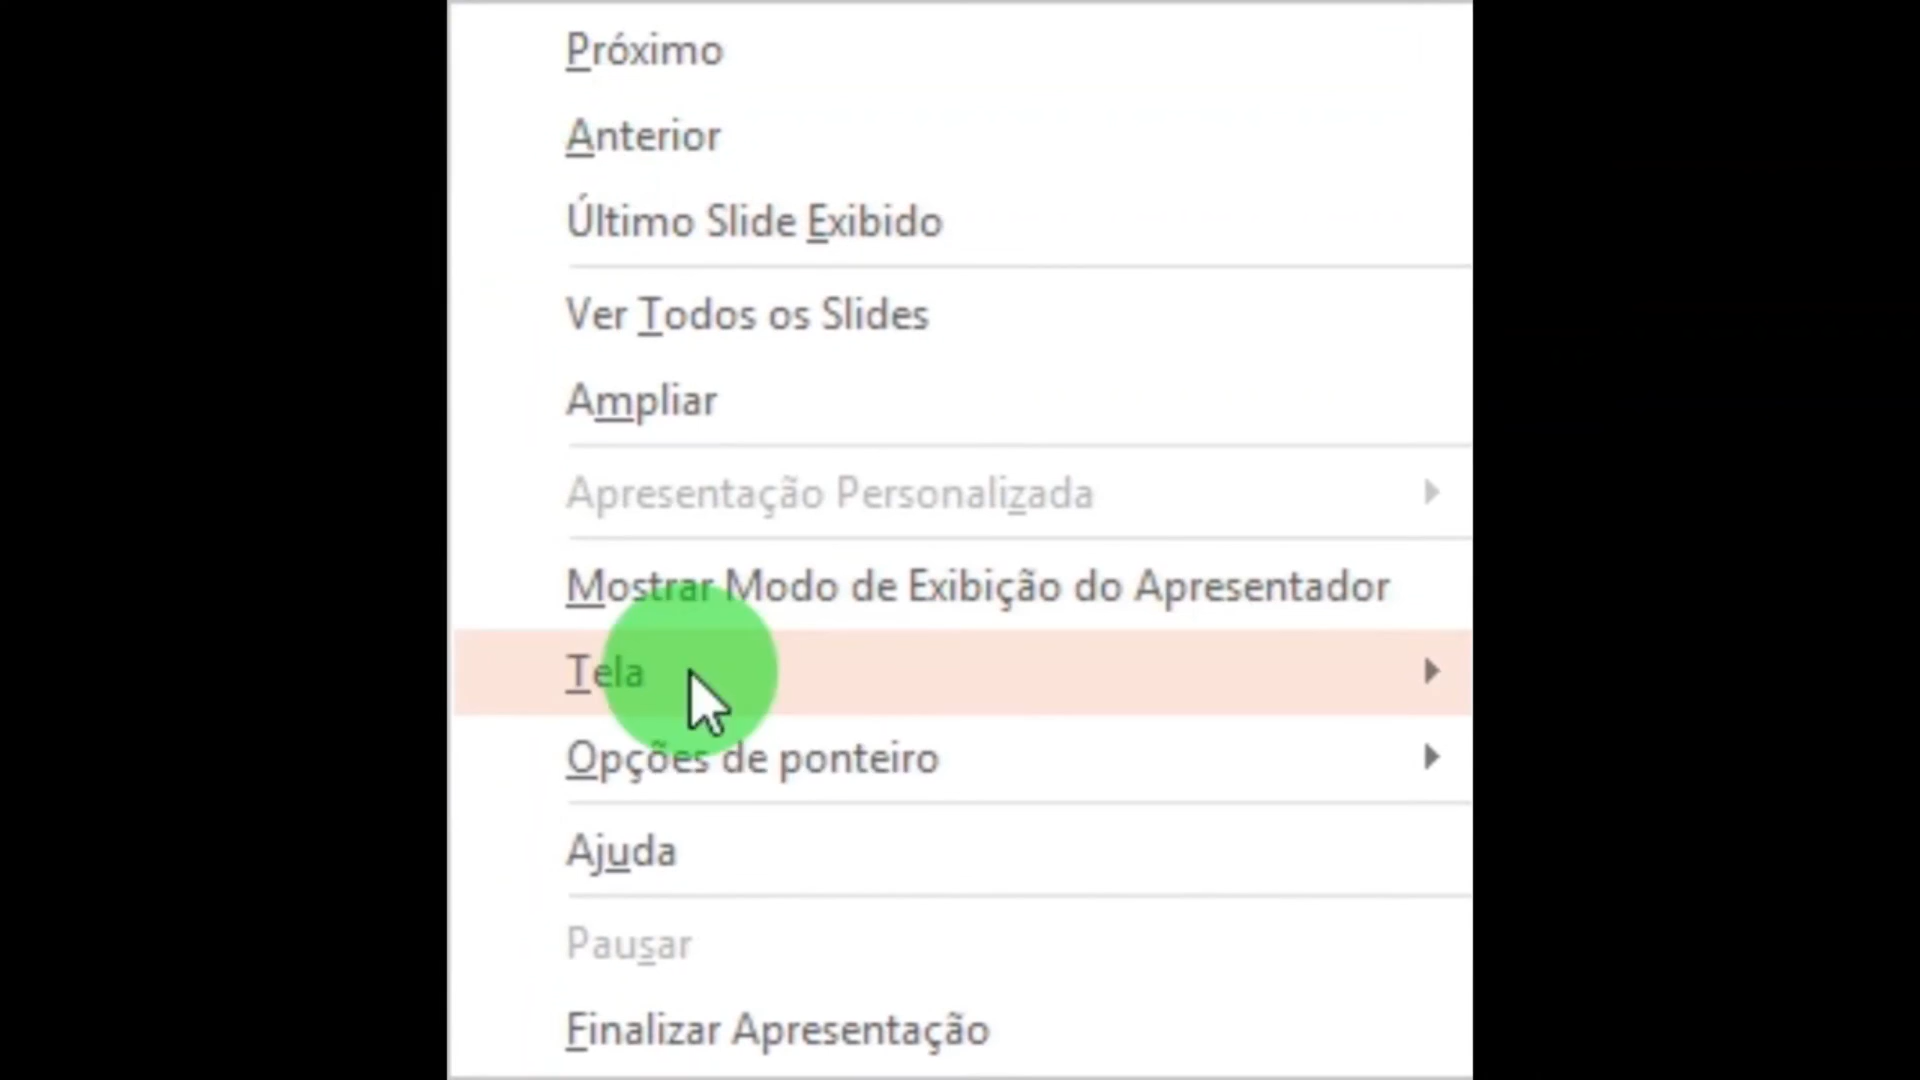 Próximo
Anterior
Último Slide Exibido
Ver Todos os Slides
Ampliar
Apresentação Personalizada
Mostrar Modo de Exibição do Apresentador
Tela
Opções de ponteiro
Ajuda
Pausar
Finalizar Apresentação